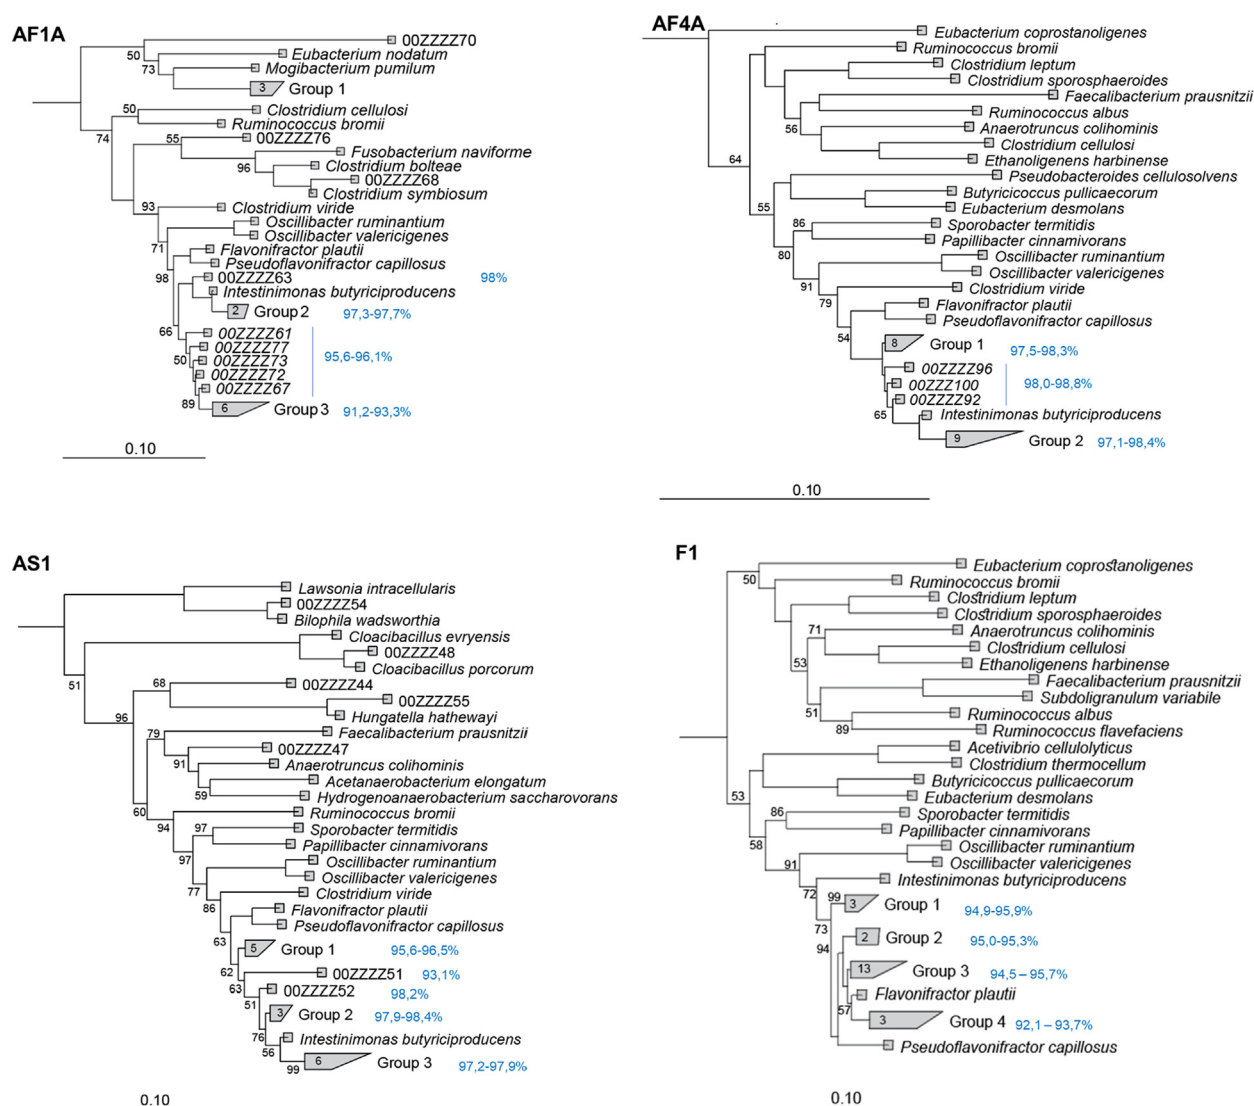 AF1A
00ZZZZ70
50
Eubacterium nodatum
73
Mogibacterium pumilum
3
Group 1
50
Clostridium cellulosi
74
Ruminococcus bromii
55
00ZZZZ76
Fusobacterium naviforme
96
Clostridium bolteae
00ZZZZ68
Clostridium symbiosum
93
Clostridium viride
Oscillibacter ruminantium
71
Oscillibacter valericigenes
Flavonifractor plautii
Pseudoflavonifractor capillosus
98
00ZZZZ63
98%
Intestinimonas butyriciproducens
2
Group 2
97,3-97,7%
66
00ZZZZ61
00ZZZZ77
50
00ZZZZ73
95,6-96,1%
00ZZZZ72
00ZZZZ67
89
6
Group 3
91,2-93,3%
0.10
AF4A
Eubacterium coprostanoligenes
Ruminococcus bromii
Clostridium leptum
Clostridium sporosphaeroides
Faecalibacterium prausnitzii
Ruminococcus albus
56
Anaerotruncus colihominis
Clostridium cellulosi
64
Ethanoligenens harbinense
Pseudobacteroides cellulosolvens
Butyricicoccus pullicaecorum
55
Eubacterium desmolans
86
Sporobacter termitidis
Papillibacter cinnamivorans
80
Oscillibacter ruminantium
Oscillibacter valericigenes
91
Clostridium viride
79
Flavonifractor plautii
Pseudoflavonifractor capillosus
54
8
Group 1
97,5-98,3%
00ZZZZ96
00ZZZ100
98,0-98,8%
00ZZZZ92
65
Intestinimonas butyriciproducens
9
Group 2
97,1-98,4%
0.10
AS1
Lawsonia intracellularis
00ZZZZ54
Bilophila wadsworthia
Cloacibacillus evryensis
00ZZZZ48
Cloacibacillus porcorum
51
68
00ZZZZ44
00ZZZZ55
96
Hungatella hathewayi
79
Faecalibacterium prausnitzii
00ZZZZ47
91
Anaerotruncus colihominis
Acetanaerobacterium elongatum
59
Hydrogenoanaerobacterium saccharovorans
60
Ruminococcus bromii
94
97
Sporobacter termitidis
Papillibacter cinnamivorans
97
Oscillibacter ruminantium
Oscillibacter valericigenes
77
Clostridium viride
86
Flavonifractor plautii
Pseudoflavonifractor capillosus
63
5
Group 1
95,6-96,5%
62
00ZZZZ51
93,1%
63
00ZZZZ52
98,2%
51
3
Group 2
97,9-98,4%
76
Intestinimonas butyriciproducens
56
6
Group 3
97,2-97,9%
99
0.10
F1
Eubacterium coprostanoligenes
50
Ruminococcus bromii
Clostridium leptum
Clostridium sporosphaeroides
71
Anaerotruncus colihominis
Clostridium cellulosi
53
Ethanoligenens harbinense
Faecalibacterium prausnitzii
Subdoligranulum variabile
51
Ruminococcus albus
89
Ruminococcus flavefaciens
Acetivibrio cellulolyticus
Clostridium thermocellum
Butyricicoccus pullicaecorum
53
Eubacterium desmolans
86
Sporobacter termitidis
Papillibacter cinnamivorans
58
Oscillibacter ruminantium
91
Oscillibacter valericigenes
Intestinimonas butyriciproducens
72
99
3
Group 1
94,9-95,9%
73
2
Group 2
95,0-95,3%
94
13
Group 3
94,5 – 95,7%
Flavonifractor plautii
57
3
Group 4
92,1 – 93,7%
Pseudoflavonifractor capillosus
0.10